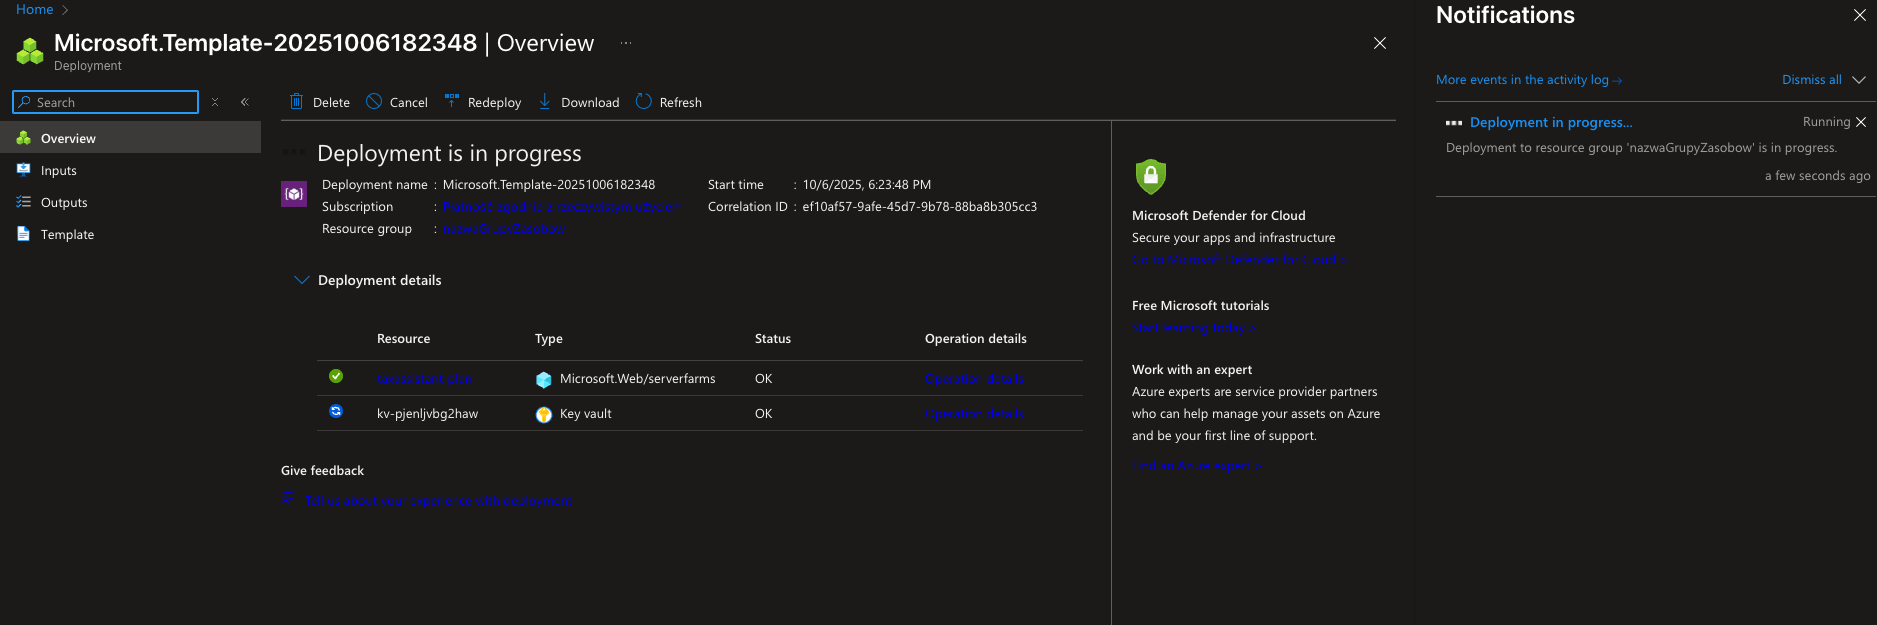 Home
Microsoft.Template-20251006182348 | Overview ...
Deployment
Search
Overview
Inputs
Outputs
Template
Delete Cancel Redeploy Download Refresh
Deployment is in progress
Deployment name : Microsoft.Template-20251006182348
Subscription : Płatność zgodnie z rzeczywistym użyciem
Resource group : nazwaGrupyZasobow
Start time : 10/6/2025, 6:23:48 PM
Correlation ID : ef10af57-9afe-45d7-9b78-88ba8b305cc3
Deployment details
Resource Type Status Operation details
taxassistant-plan Microsoft.Web/serverfarms OK Operation details
kv-pjenljvbg2haw Key vault OK Operation details
Give feedback
Tell us about your experience with deployment
Microsoft Defender for Cloud
Secure your apps and infrastructure
Go to Microsoft Defender for Cloud >
Free Microsoft tutorials
Start learning today >
Work with an expert
Azure experts are service provider partners
who can help manage your assets on Azure
and be your first line of support.
Find an Azure expert >
Notifications
More events in the activity log → Dismiss all
Deployment in progress... Running
Deployment to resource group 'nazwaGrupyZasobow' is in progress.
a few seconds ago